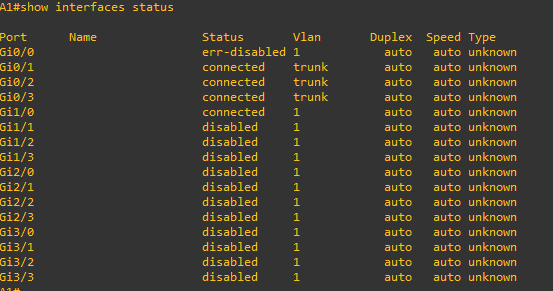 A1#show interfaces status
Port Name Status Vlan Duplex Speed Type
Gi0/0 err-disabled 1 auto auto unknown
Gi0/1 connected trunk auto auto unknown
Gi0/2 connected trunk auto auto unknown
Gi0/3 connected trunk auto auto unknown
Gi1/0 connected 1 auto auto unknown
Gi1/1 disabled 1 auto auto unknown
Gi1/2 disabled 1 auto auto unknown
Gi1/3 disabled 1 auto auto unknown
Gi2/0 disabled 1 auto auto unknown
Gi2/1 disabled 1 auto auto unknown
Gi2/2 disabled 1 auto auto unknown
Gi2/3 disabled 1 auto auto unknown
Gi3/0 disabled 1 auto auto unknown
Gi3/1 disabled 1 auto auto unknown
Gi3/2 disabled 1 auto auto unknown
Gi3/3 disabled 1 auto auto unknown
A1#